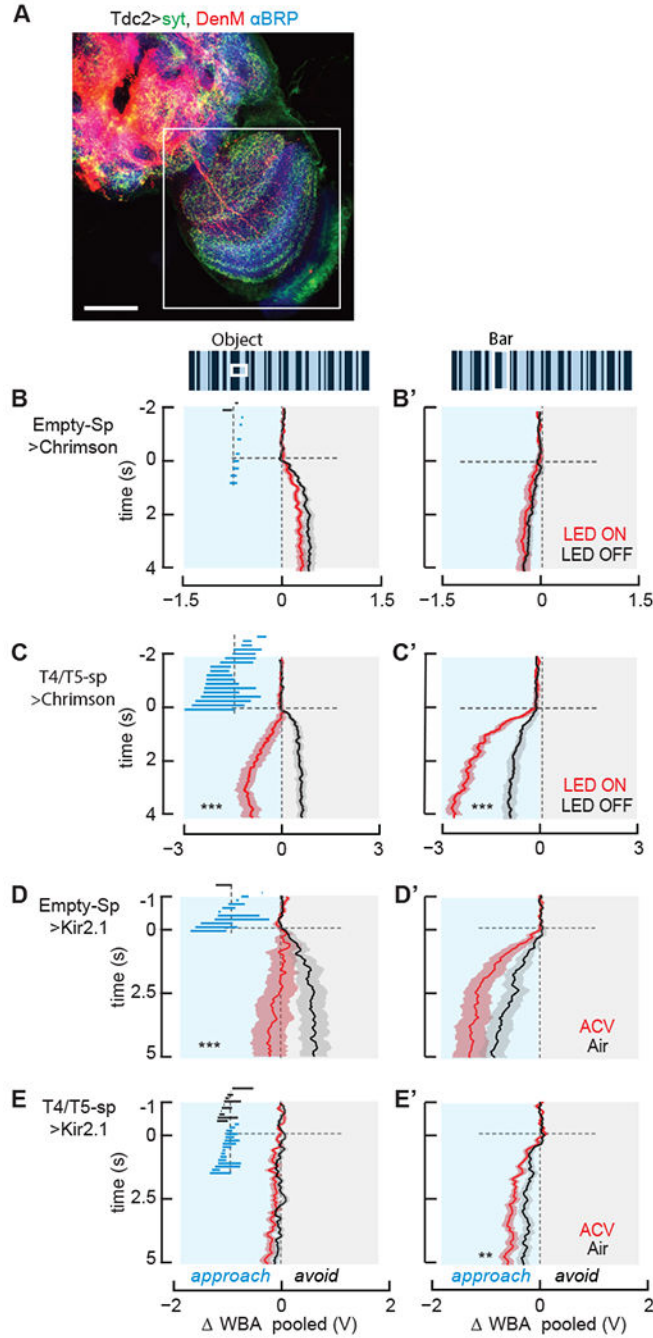 A
Tdc2>syt, DenM αBRP
Object
Bar
B
Empty-Sp
>Chrimson
time (s)
-2
0
2
4
−1.5
0
1.5
B'
LED ON
LED OFF
−1.5
0
1.5
C
T4/T5-sp
>Chrimson
time (s)
-2
0
2
4
***
−3
0
3
C'
***
LED ON
LED OFF
−3
0
3
D
Empty-Sp
>Kir2.1
time (s)
-1
0
2.5
5
***
D'
ACV
Air
E
T4/T5-sp
>Kir2.1
time (s)
-1
0
2.5
5
approach
avoid
−2
0
2
Δ WBA pooled (V)
E'
**
ACV
Air
approach
avoid
−2
0
2
Δ WBA pooled (V)